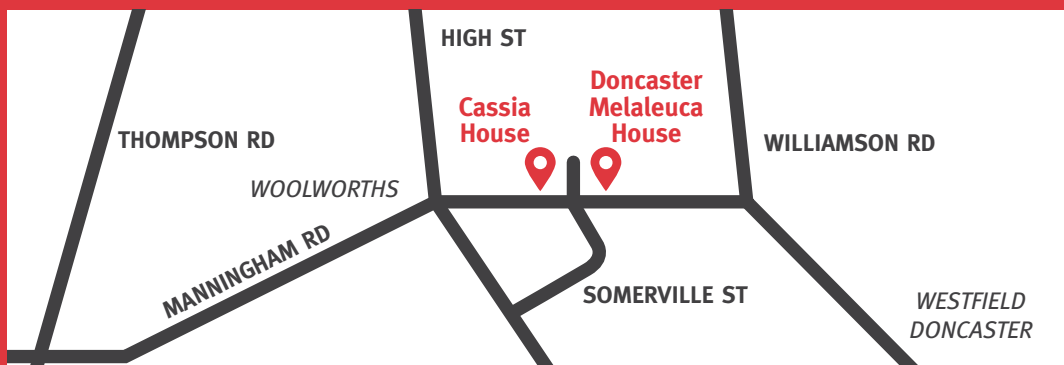 HIGH ST
Doncaster
Melaleuca
House
Cassia
House
THOMPSON RD
WILLIAMSON RD
WOOLWORTHS
MANNINGHAM RD
SOMERVILLE ST
WESTFIELD
DONCASTER